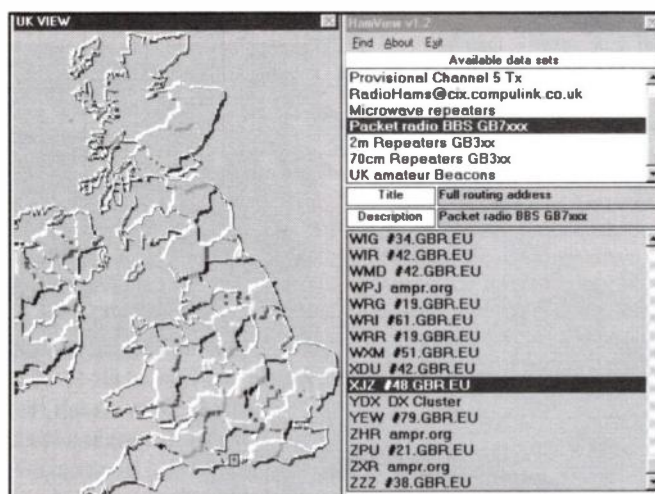 UK VIEW
HamView v1.2
Find About Exit
Available data sets
Provisional Channel 5 Tx
RadioHams@cix.compulink.co.uk
Microwave repeaters
Packet radio BBS GB7xxx
2m Repeaters GB3xx
70cm Repeaters GB3xx
UK amateur Beacons
Title Full routing address
Description Packet radio BBS GB7xxx
WIG #34.GBR.EU
WIR #42.GBR.EU
WMD #42.GBR.EU
WPJ ampr.org
WRG #19.GBR.EU
WRI #61.GBR.EU
WRR #19.GBR.EU
WXM #51.GBR.EU
XDU #42.GBR.EU
XJZ #48.GBR.EU
YDX DX Cluster
YEW #79.GBR.EU
ZHR ampr.org
ZPU #21.GBR.EU
ZXR ampr.org
ZZZ #38.GBR.EU